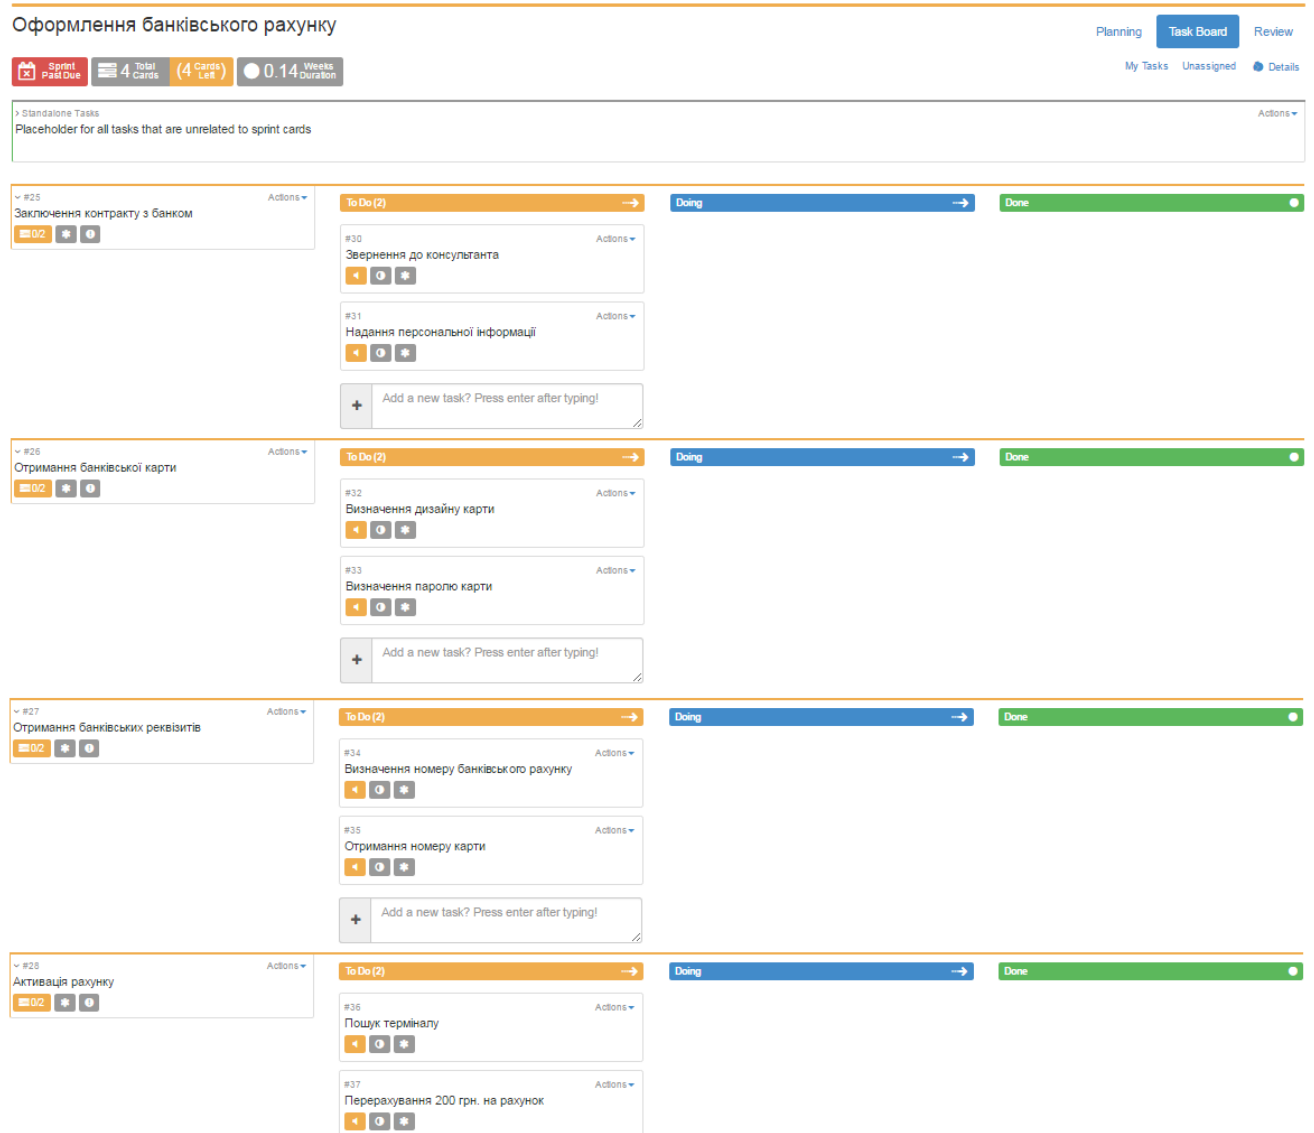 Оформлення банківського рахунку
Planning Task Board Review
Sprint Past Due 4 Total Cards (4 Cards Left) 0.14 Weeks Duration
My Tasks Unassigned Details
Standalone Tasks Actions
Placeholder for all tasks that are unrelated to sprint cards
#25 Actions
Заключення контракту з банком
0/2
To Do (2) Doing Done
#30 Actions
Звернення до консультанта
#31 Actions
Надання персональної інформації
Add a new task? Press enter after typing!
#26 Actions
Отримання банківської карти
0/2
To Do (2) Doing Done
#32 Actions
Визначення дизайну карти
#33 Actions
Визначення паролю карти
Add a new task? Press enter after typing!
#27 Actions
Отримання банківських реквізитів
0/2
To Do (2) Doing Done
#34 Actions
Визначення номеру банківського рахунку
#35 Actions
Отримання номеру карти
Add a new task? Press enter after typing!
#28 Actions
Активація рахунку
0/2
To Do (2) Doing Done
#36 Actions
Пошук терміналу
#37 Actions
Перерахування 200 грн. на рахунок